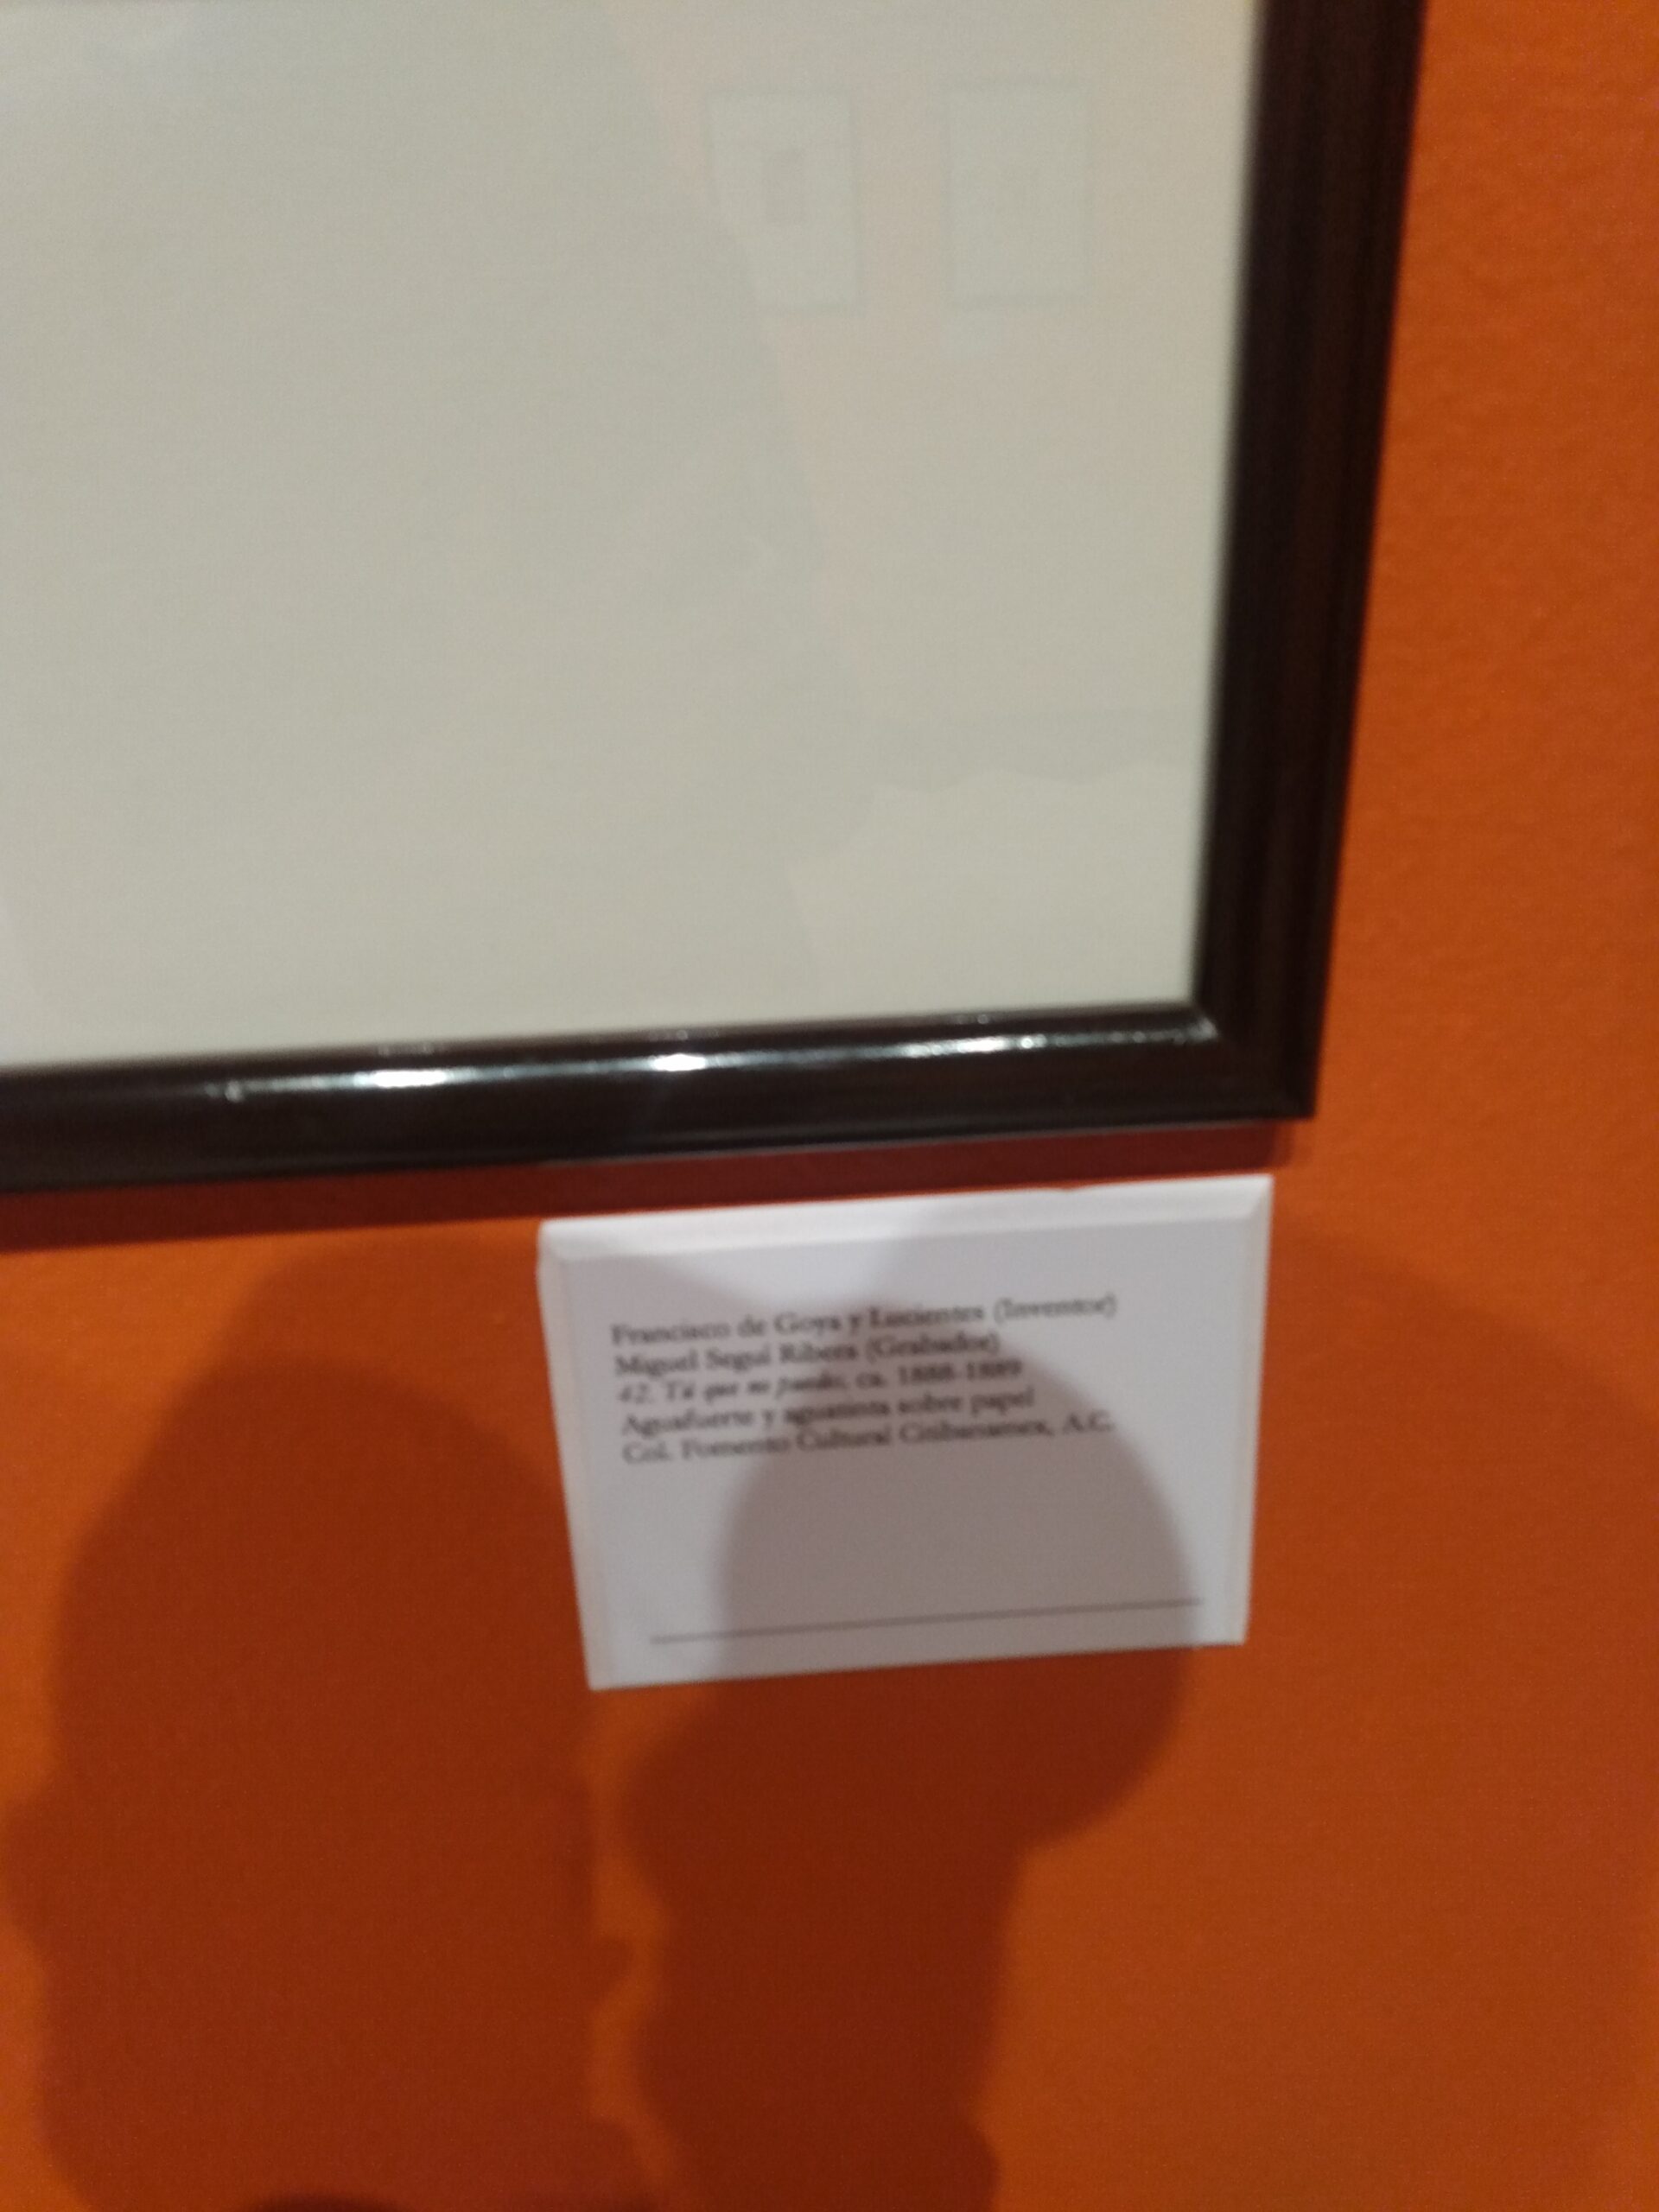 Francisco de Goya y Lucientes (Inventor)
Miguel Seguí Ribera (Grabador)
42. Tú que no puedes, ca. 1888-1889
Aguafuerte y aguatinta sobre papel
Col. Fomento Cultural Citibanamex, A.C.